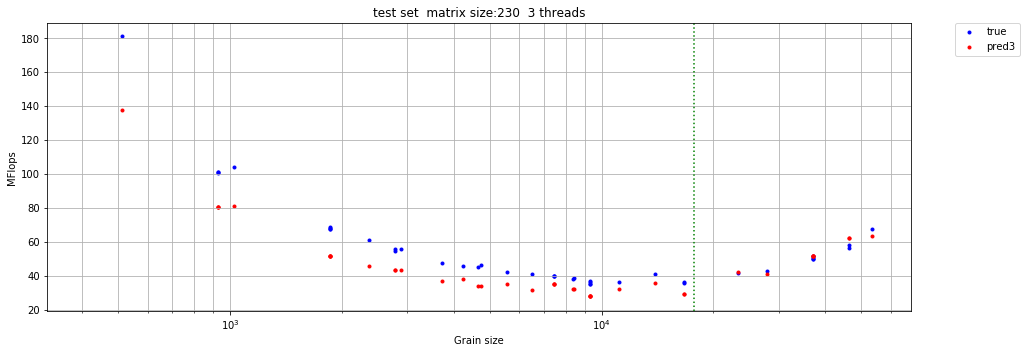 test set  matrix size:230  3 threads
true
pred3
180
160
140
120
100
80
60
40
20
MFlops
10³
10⁴
Grain size